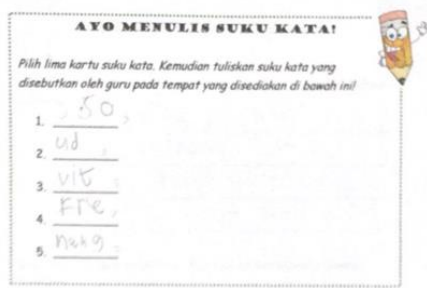 AYO MENULIS SUKU KATA!
Pilih lima kartu suku kata. Kemudian tuliskan suku kata yang
disebutkan oleh guru pada tempat yang disediakan di bawah ini!
1. so
2. ud
3. vit
4. Fre
5. nang